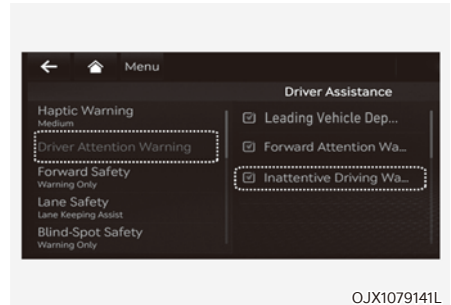 Menu
Driver Assistance
Haptic Warning
Medium
Driver Attention Warning
Forward Safety
Warning Only
Lane Safety
Lane Keeping Assist
Blind-Spot Safety
Warning Only
Leading Vehicle Dep...
Forward Attention Wa...
Inattentive Driving Wa...
OJX1079141L